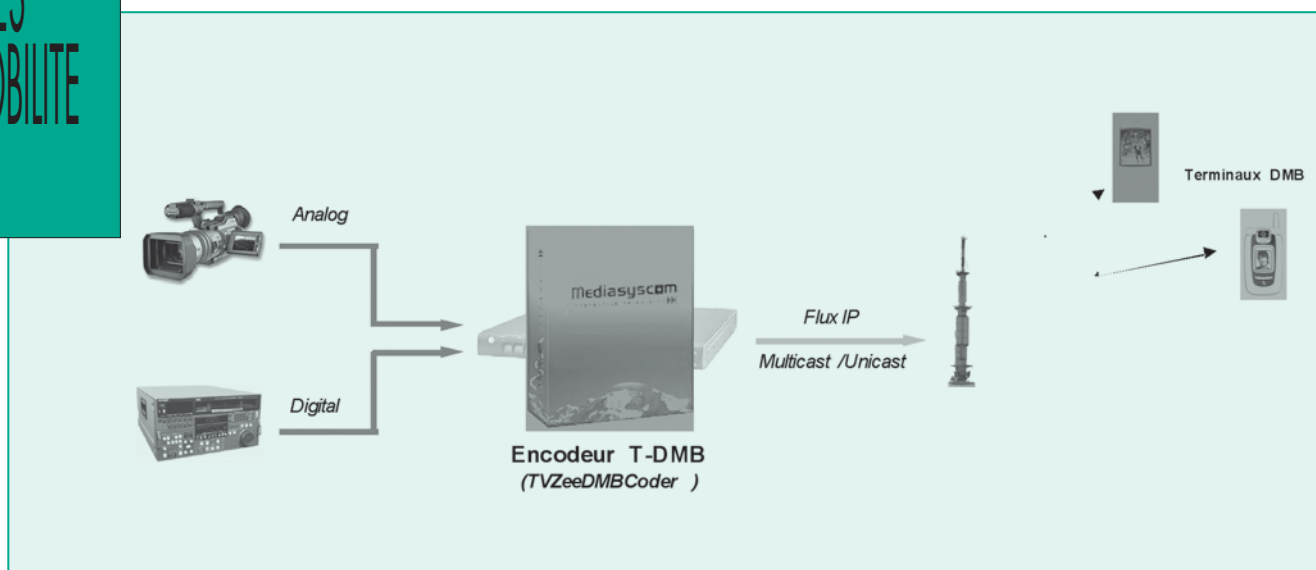 OBILITE
Analog
Digital
Mediasyscom
Encodeur T-DMB
(TVZeeDMBCoder )
Flux IP
Multicast /Unicast
Terminaux DMB